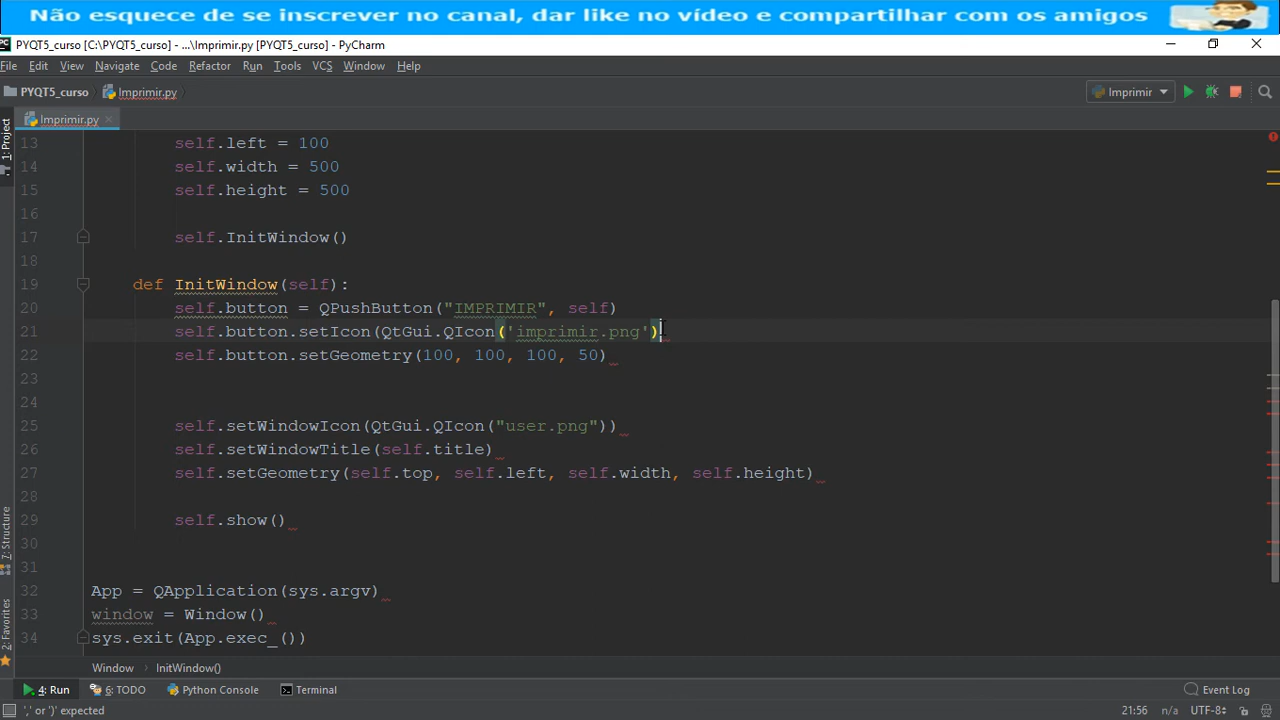 Não esquece de se inscrever no canal, dar like no vídeo e compartilhar com os amigos
PC PYQT5_curso [C:\PYQT5_curso] - ...\Imprimir.py [PYQT5_curso] - PyCharm
File Edit View Navigate Code Refactor Run Tools VCS Window Help
PYQT5_curso Imprimir.py Imprimir
Imprimir.py
1: Project
13 self.left = 100
14 self.width = 500
15 self.height = 500
16
17 self.InitWindow()
18
19 def InitWindow(self):
20 self.button = QPushButton("IMPRIMIR", self)
21 self.button.setIcon(QtGui.QIcon('imprimir.png')
22 self.button.setGeometry(100, 100, 100, 50)
23
24
25 self.setWindowIcon(QtGui.QIcon("user.png"))
26 self.setWindowTitle(self.title)
27 self.setGeometry(self.top, self.left, self.width, self.height)
28
29 self.show()
30
31
32 App = QApplication(sys.argv)
33 window = Window()
34 sys.exit(App.exec_())
7: Structure
2: Favorites
Window InitWindow()
4: Run 6: TODO Python Console Terminal Event Log
',' or ')' expected 21:56 n/a UTF-8